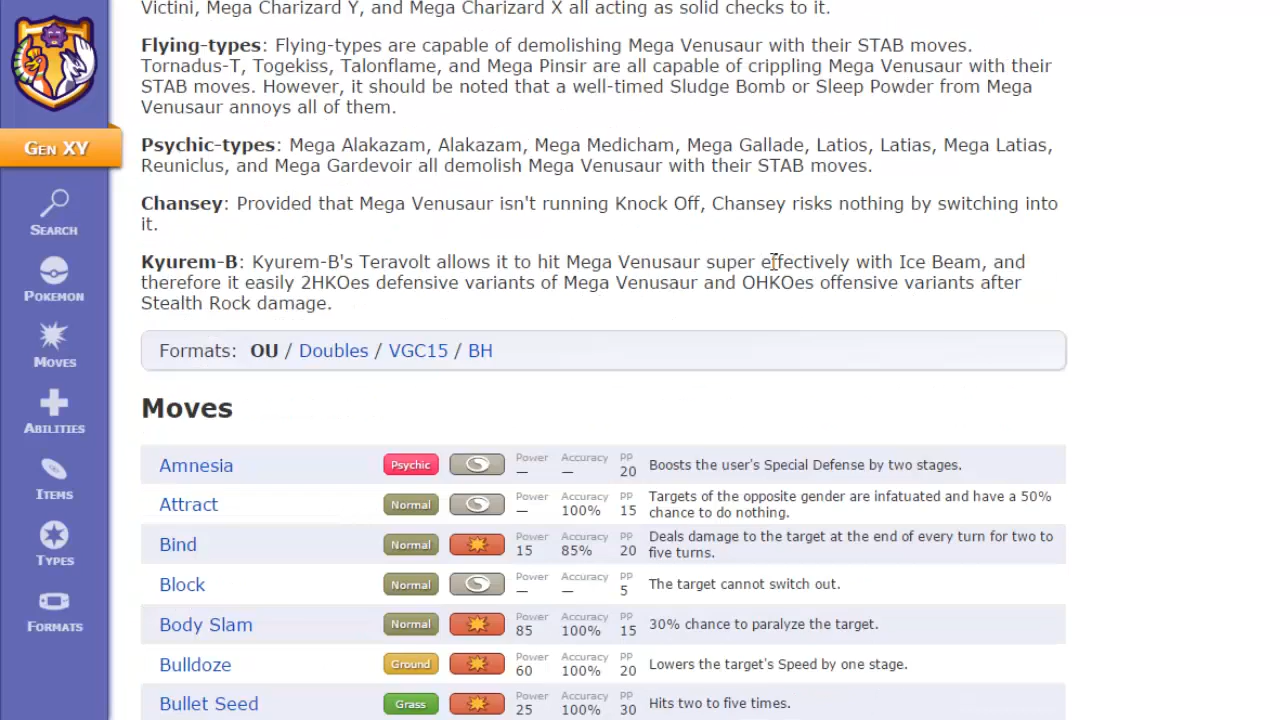 Victini, Mega Charizard Y, and Mega Charizard X all acting as solid checks to it.
Flying-types: Flying-types are capable of demolishing Mega Venusaur with their STAB moves.
Tornadus-T, Togekiss, Talonflame, and Mega Pinsir are all capable of crippling Mega Venusaur with their
STAB moves. However, it should be noted that a well-timed Sludge Bomb or Sleep Powder from Mega
Venusaur annoys all of them.
Psychic-types: Mega Alakazam, Alakazam, Mega Medicham, Mega Gallade, Latios, Latias, Mega Latias,
Reuniclus, and Mega Gardevoir all demolish Mega Venusaur with their STAB moves.
Chansey: Provided that Mega Venusaur isn't running Knock Off, Chansey risks nothing by switching into
it.
Kyurem-B: Kyurem-B's Teravolt allows it to hit Mega Venusaur super effectively with Ice Beam, and
therefore it easily 2HKOes defensive variants of Mega Venusaur and OHKOes offensive variants after
Stealth Rock damage.
Formats: OU / Doubles / VGC15 / BH
Moves
Amnesia Psychic Power — Accuracy — PP 20 Boosts the user's Special Defense by two stages.
Attract Normal Power — Accuracy 100% PP 15 Targets of the opposite gender are infatuated and have a 50%
chance to do nothing.
Bind Normal Power 15 Accuracy 85% PP 20 Deals damage to the target at the end of every turn for two to
five turns.
Block Normal Power — Accuracy — PP 5 The target cannot switch out.
Body Slam Normal Power 85 Accuracy 100% PP 15 30% chance to paralyze the target.
Bulldoze Ground Power 60 Accuracy 100% PP 20 Lowers the target's Speed by one stage.
Bullet Seed Grass Power 25 Accuracy 100% PP 30 Hits two to five times.
Gen XY
Search
Pokemon
Moves
Abilities
Items
Types
Formats